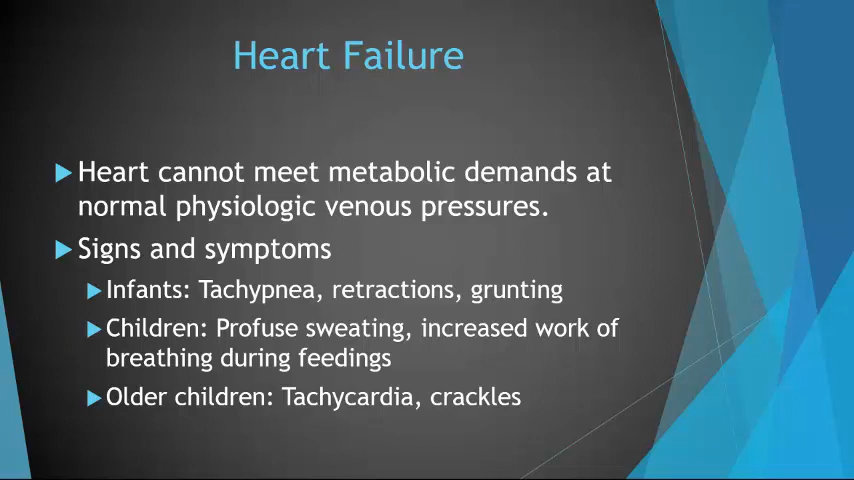 Heart Failure
Heart cannot meet metabolic demands at
normal physiologic venous pressures.
Signs and symptoms
Infants: Tachypnea, retractions, grunting
Children: Profuse sweating, increased work of
breathing during feedings
Older children: Tachycardia, crackles